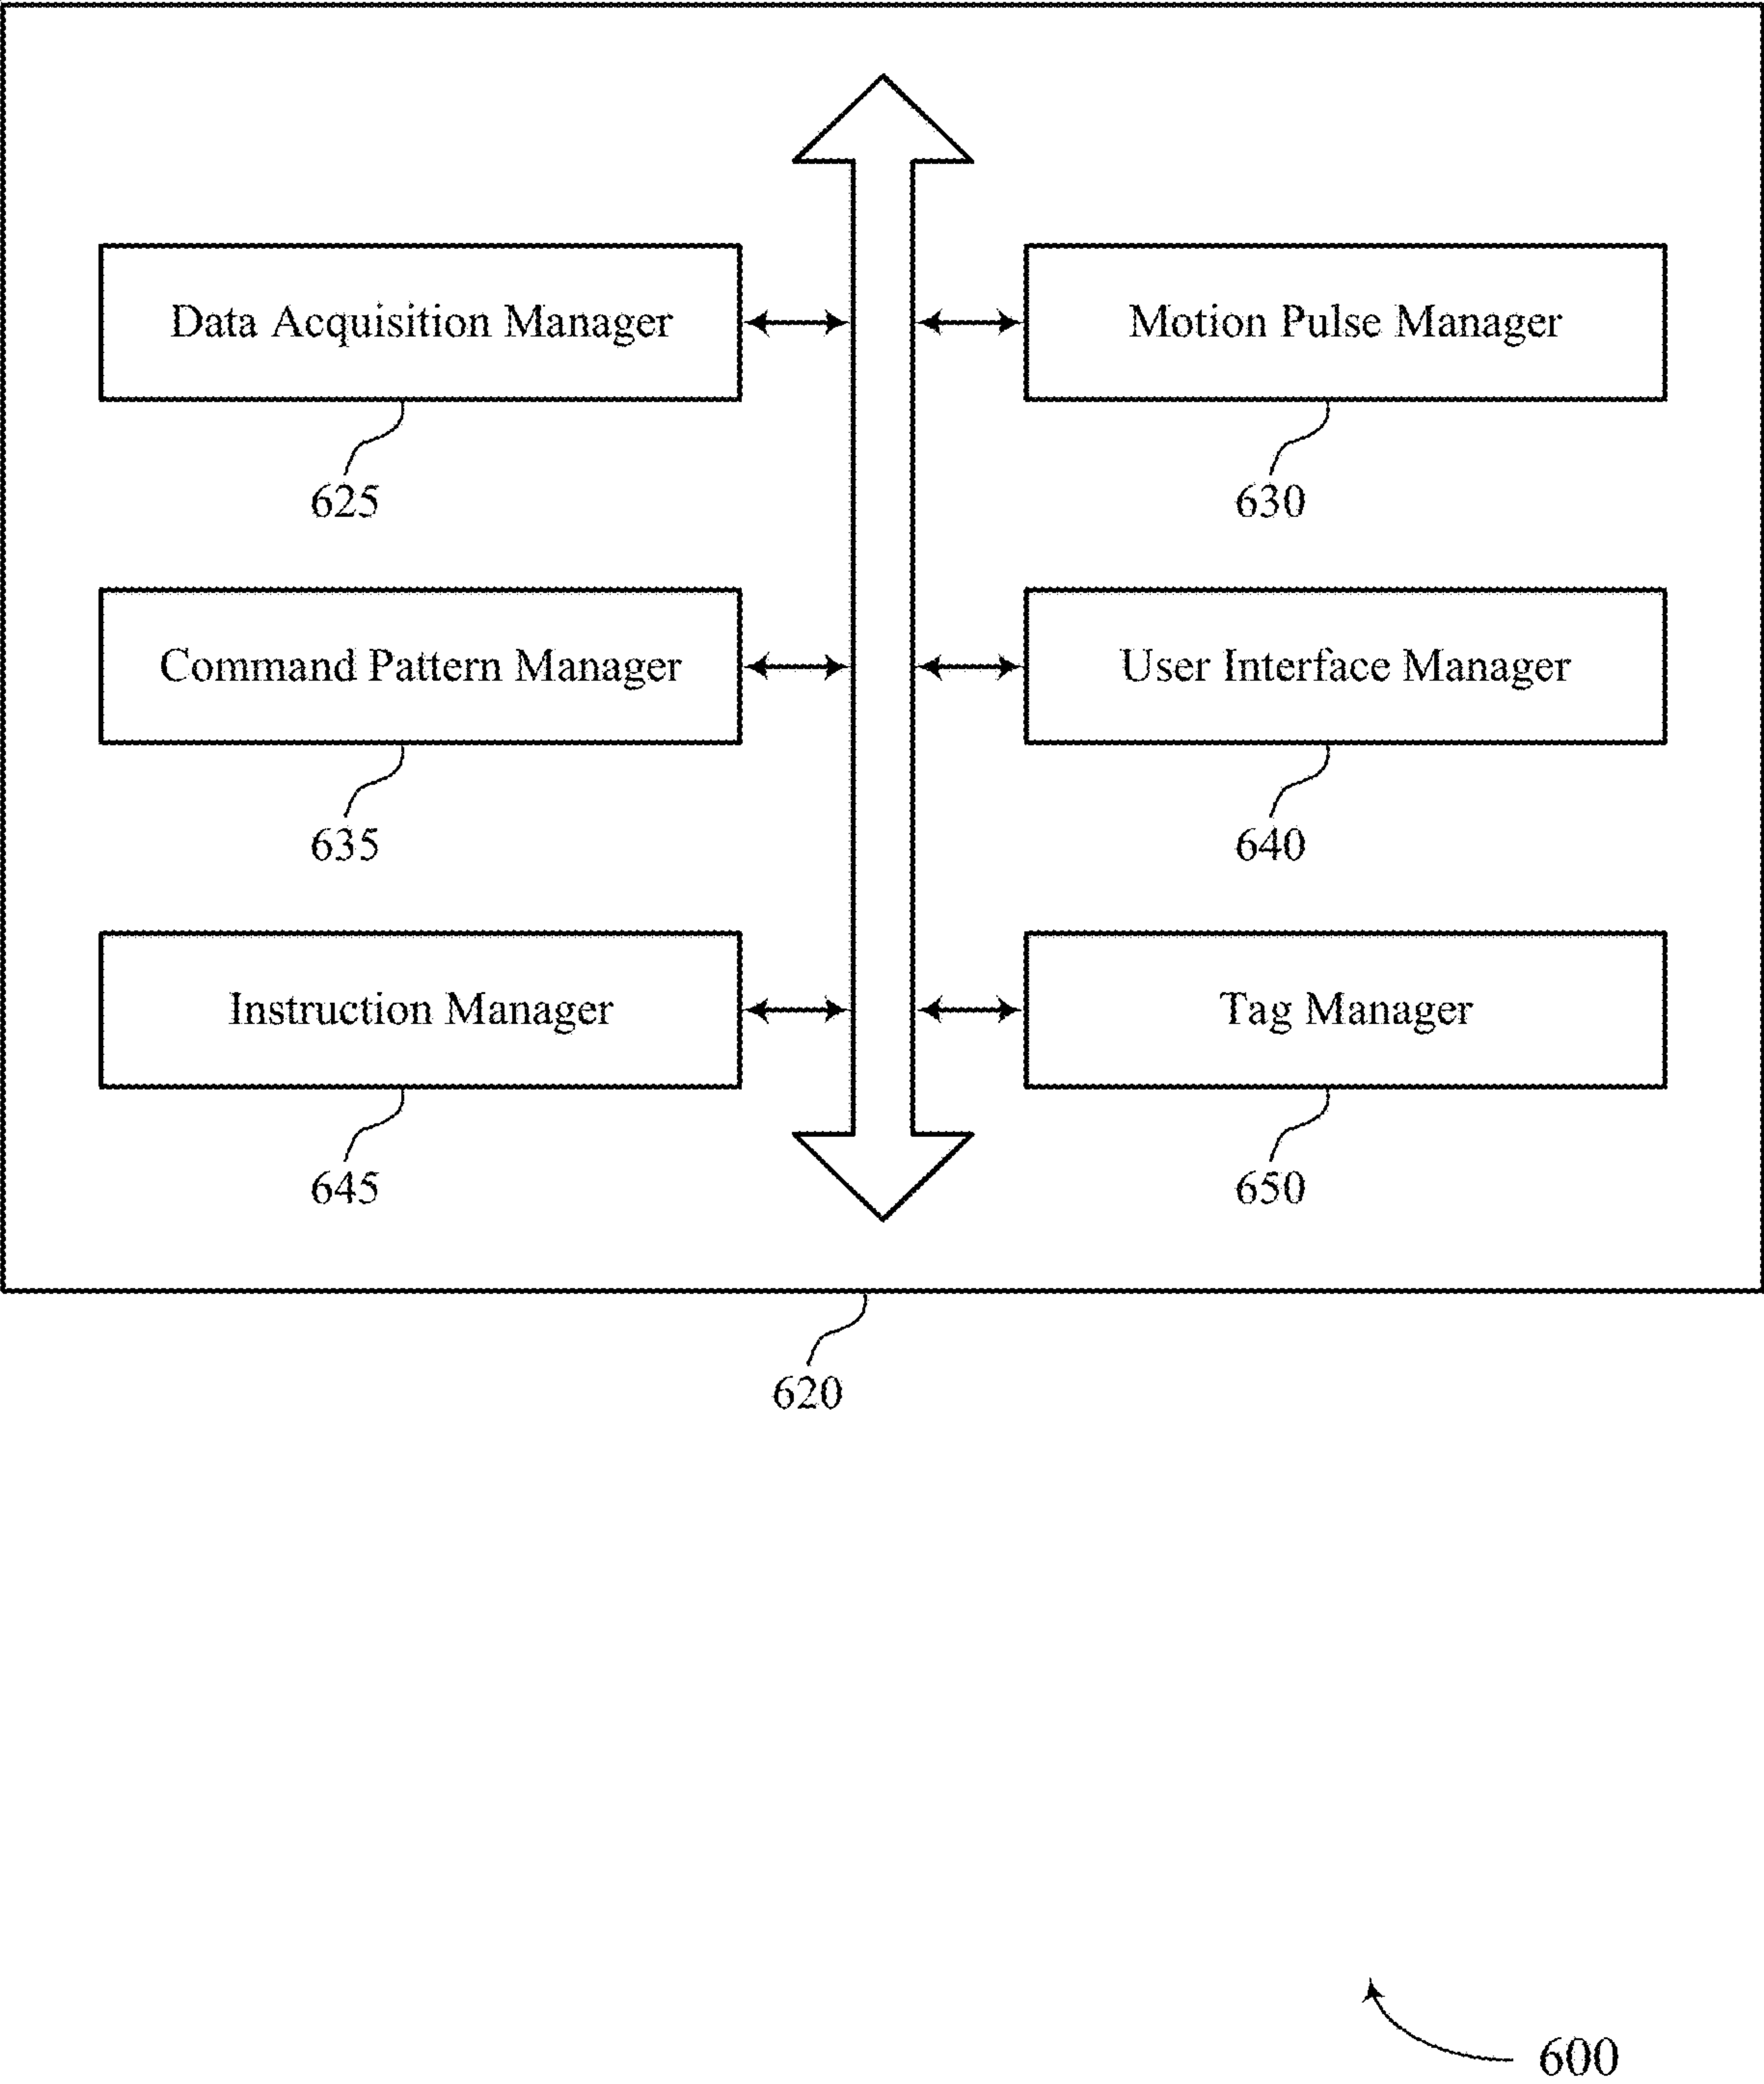 Data Acquisition Manager
Motion Pulse Manager
625
630
Command Pattern Manager
User Interface Manager
635
640
Instruction Manager
Tag Manager
645
650
620
600